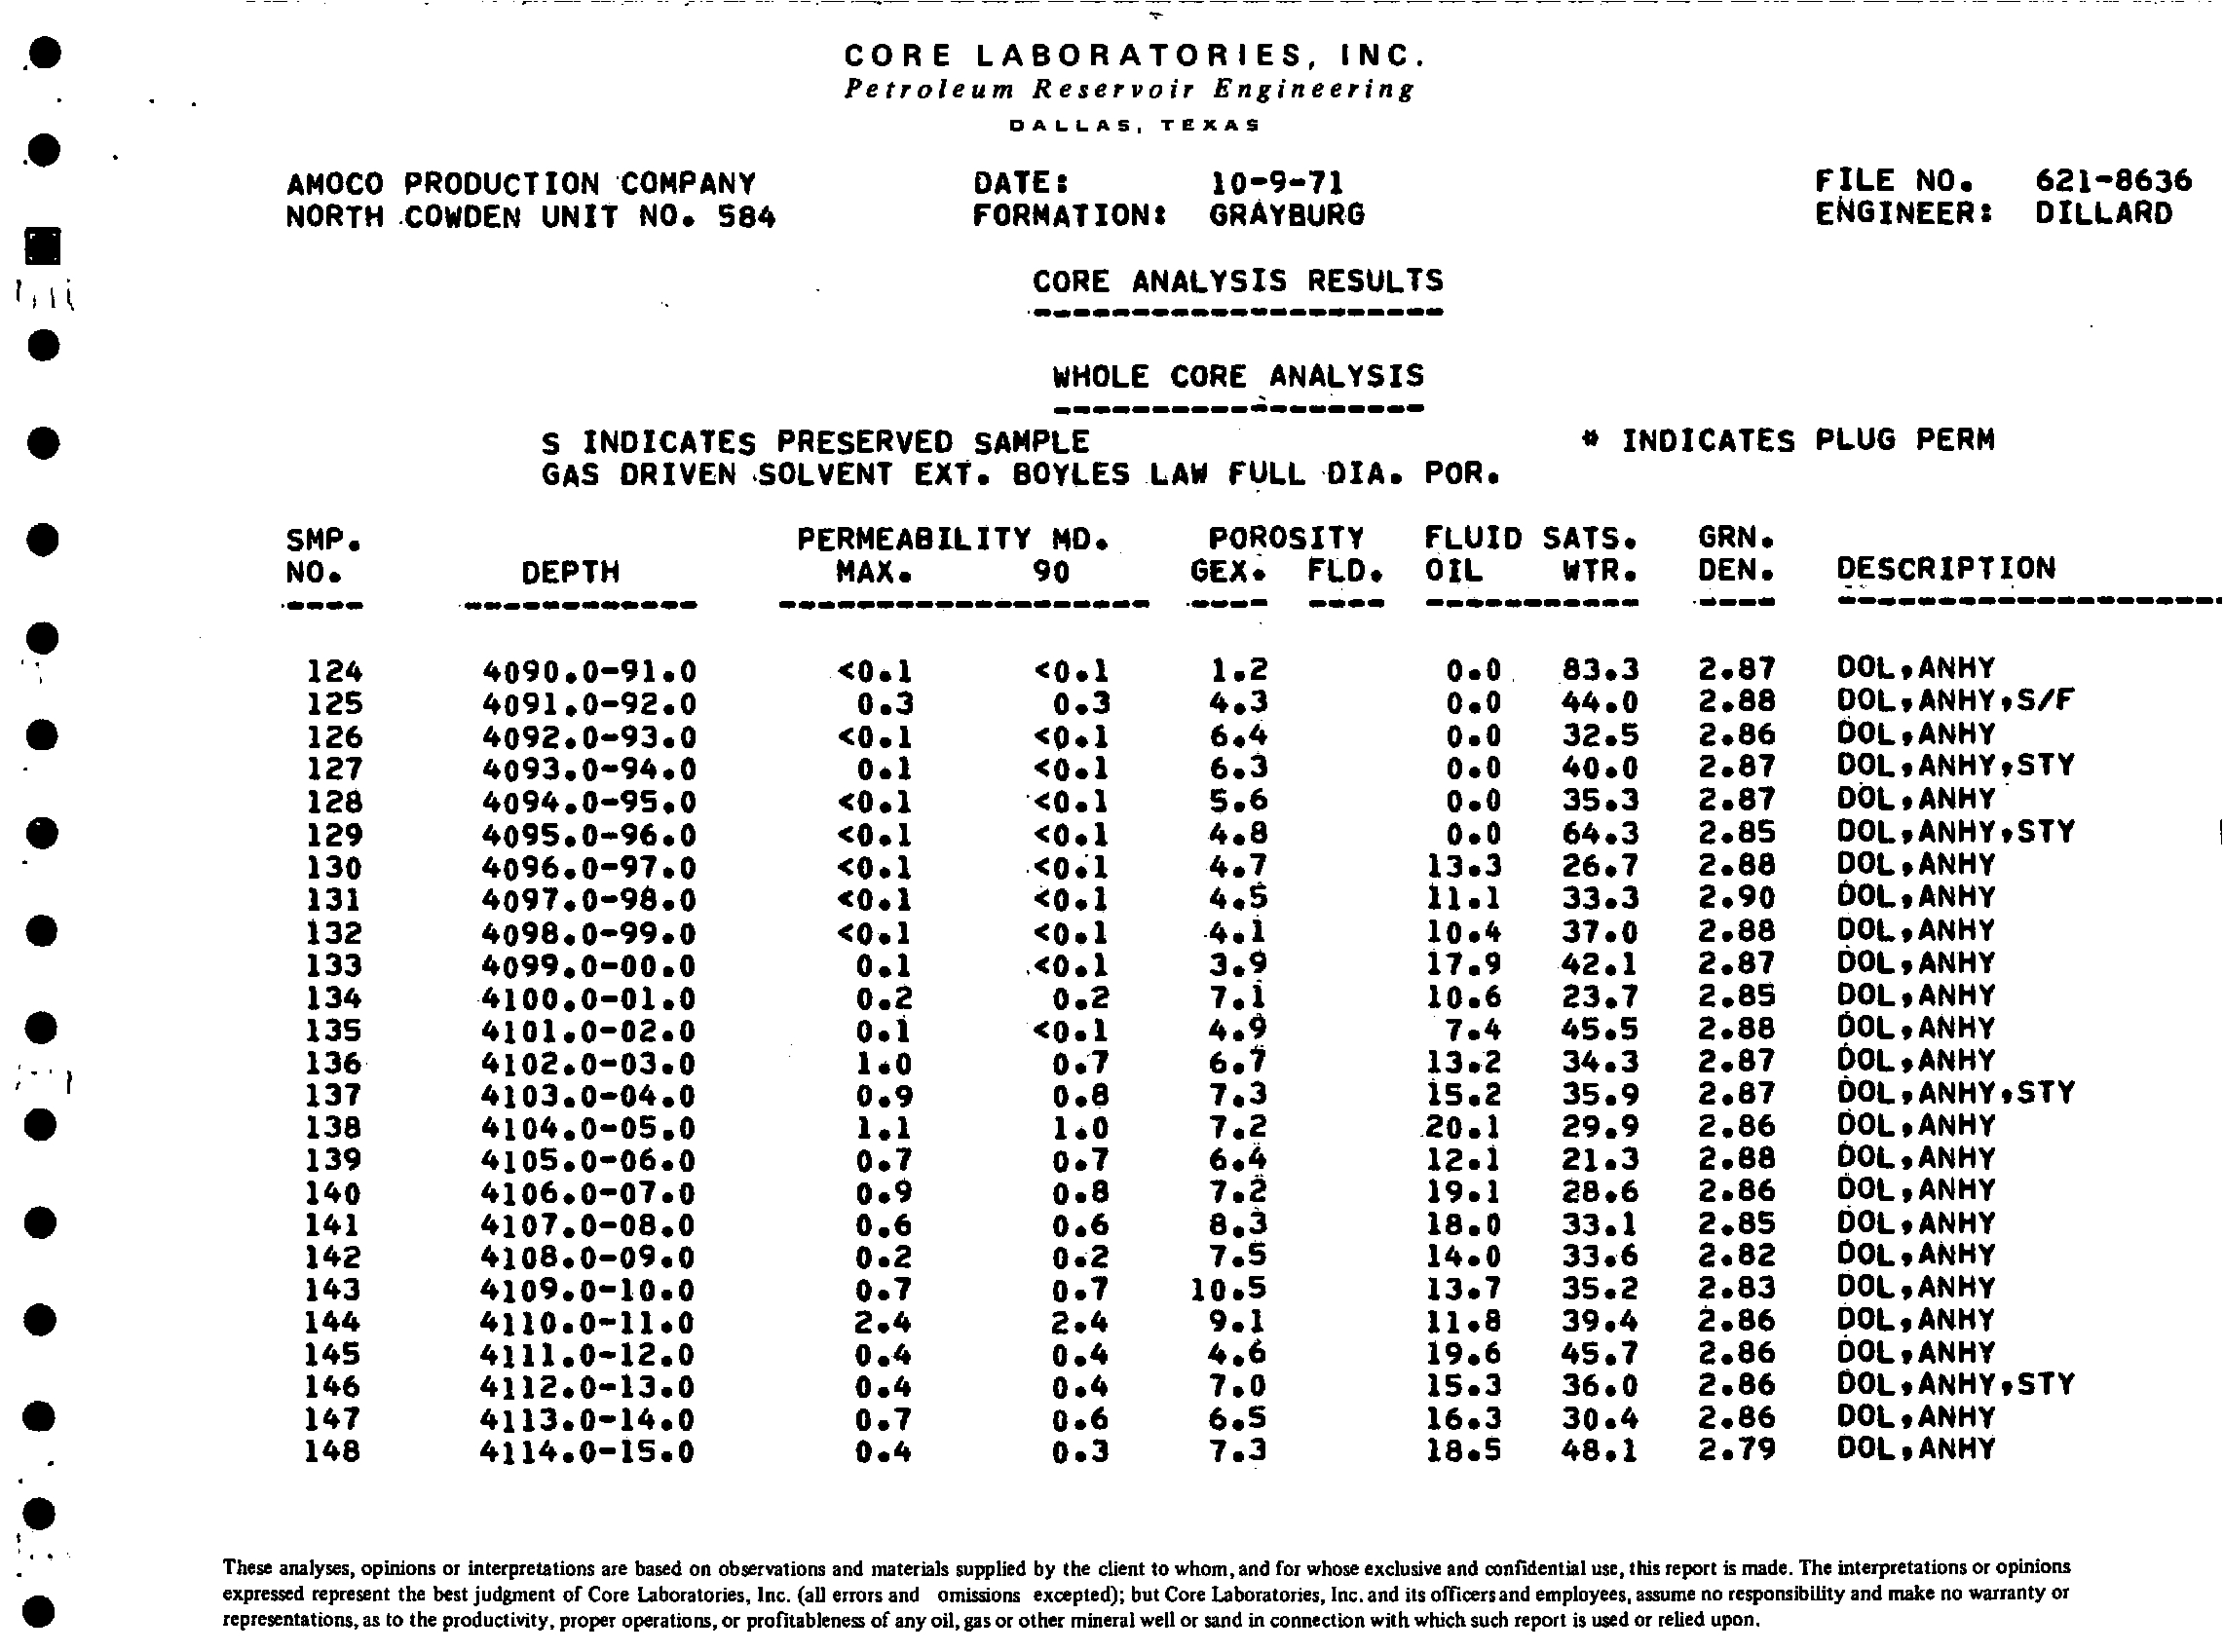 CORE LABORATORIES, INC.
Petroleum Reservoir Engineering
DALLAS, TEXAS
AMOCO PRODUCTION COMPANY DATE: 10-9-71 FILE NO. 621-8636
NORTH COWDEN UNIT NO. 584 FORMATION: GRAYBURG ENGINEER: DILLARD
CORE ANALYSIS RESULTS
WHOLE CORE ANALYSIS
S INDICATES PRESERVED SAMPLE * INDICATES PLUG PERM
GAS DRIVEN SOLVENT EXT. BOYLES LAW FULL DIA. POR.
SMP. PERMEABILITY MD. POROSITY FLUID SATS. GRN.
NO. DEPTH MAX. 90 GEX. FLD. OIL WTR. DEN. DESCRIPTION
124 4090.0-91.0 <0.1 <0.1 1.2 0.0 83.3 2.87 DOL,ANHY
125 4091.0-92.0 0.3 0.3 4.3 0.0 44.0 2.88 DOL,ANHY,S/F
126 4092.0-93.0 <0.1 <0.1 6.4 0.0 32.5 2.86 DOL,ANHY
127 4093.0-94.0 0.1 <0.1 6.3 0.0 40.0 2.87 DOL,ANHY,STY
128 4094.0-95.0 <0.1 <0.1 5.6 0.0 35.3 2.87 DOL,ANHY
129 4095.0-96.0 <0.1 <0.1 4.8 0.0 64.3 2.85 DOL,ANHY,STY
130 4096.0-97.0 <0.1 <0.1 4.7 13.3 26.7 2.88 DOL,ANHY
131 4097.0-98.0 <0.1 <0.1 4.5 11.1 33.3 2.90 DOL,ANHY
132 4098.0-99.0 <0.1 <0.1 4.1 10.4 37.0 2.88 DOL,ANHY
133 4099.0-00.0 0.1 <0.1 3.9 17.9 42.1 2.87 DOL,ANHY
134 4100.0-01.0 0.2 0.2 7.1 10.6 23.7 2.85 DOL,ANHY
135 4101.0-02.0 0.1 <0.1 4.9 7.4 45.5 2.88 DOL,ANHY
136 4102.0-03.0 1.0 0.7 6.7 13.2 34.3 2.87 DOL,ANHY
137 4103.0-04.0 0.9 0.8 7.3 15.2 35.9 2.87 DOL,ANHY,STY
138 4104.0-05.0 1.1 1.0 7.2 20.1 29.9 2.86 DOL,ANHY
139 4105.0-06.0 0.7 0.7 6.4 12.1 21.3 2.88 DOL,ANHY
140 4106.0-07.0 0.9 0.8 7.2 19.1 28.6 2.86 DOL,ANHY
141 4107.0-08.0 0.6 0.6 8.3 18.0 33.1 2.85 DOL,ANHY
142 4108.0-09.0 0.2 0.2 7.5 14.0 33.6 2.82 DOL,ANHY
143 4109.0-10.0 0.7 0.7 10.5 13.7 35.2 2.83 DOL,ANHY
144 4110.0-11.0 2.4 2.4 9.1 11.8 39.4 2.86 DOL,ANHY
145 4111.0-12.0 0.4 0.4 4.6 19.6 45.7 2.86 DOL,ANHY
146 4112.0-13.0 0.4 0.4 7.0 15.3 36.0 2.86 DOL,ANHY,STY
147 4113.0-14.0 0.7 0.6 6.5 16.3 30.4 2.86 DOL,ANHY
148 4114.0-15.0 0.4 0.3 7.3 18.5 48.1 2.79 DOL,ANHY
These analyses, opinions or interpretations are based on observations and materials supplied by the client to whom, and for whose exclusive and confidential use, this report is made. The interpretations or opinions
expressed represent the best judgment of Core Laboratories, Inc. (all errors and omissions excepted); but Core Laboratories, Inc. and its officers and employees, assume no responsibility and make no warranty or
representations, as to the productivity, proper operations, or profitableness of any oil, gas or other mineral well or sand in connection with which such report is used or relied upon.